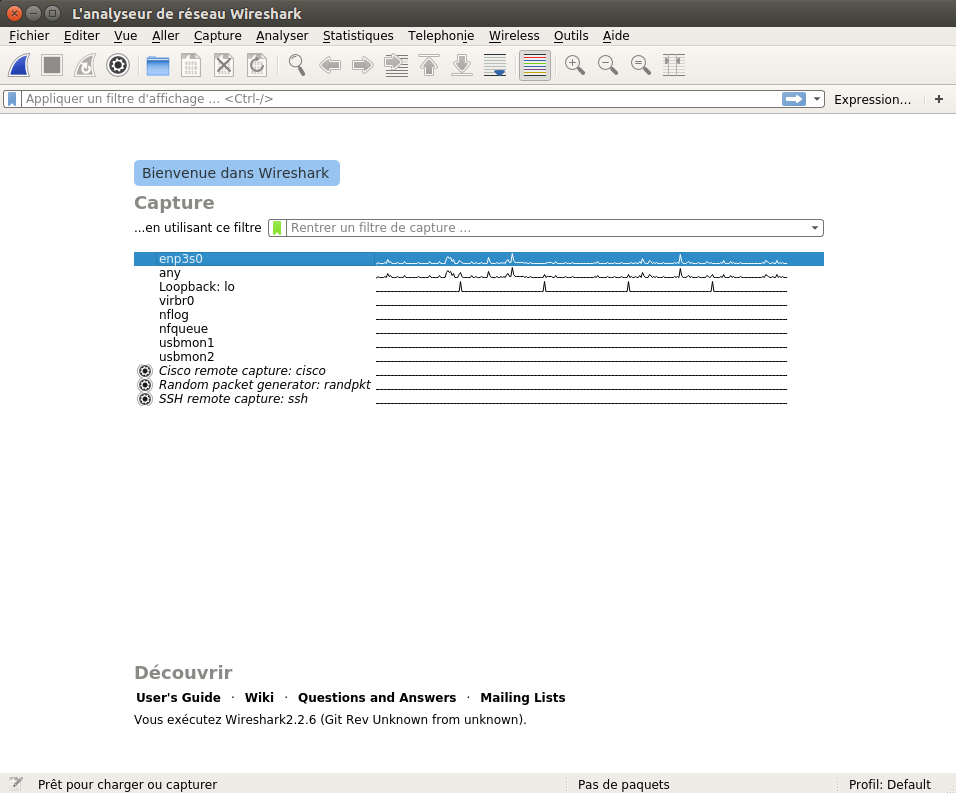 L'analyseur de réseau Wireshark
Fichier Editer Vue Aller Capture Analyser Statistiques Telephonie Wireless Outils Aide
Appliquer un filtre d'affichage ... <Ctrl-/> Expression... +
Bienvenue dans Wireshark
Capture
...en utilisant ce filtre Rentrer un filtre de capture ...
enp3s0
any
Loopback: lo
virbr0
nflog
nfqueue
usbmon1
usbmon2
Cisco remote capture: cisco
Random packet generator: randpkt
SSH remote capture: ssh
Découvrir
User's Guide · Wiki · Questions and Answers · Mailing Lists
Vous exécutez Wireshark2.2.6 (Git Rev Unknown from unknown).
Prêt pour charger ou capturer Pas de paquets Profil: Default